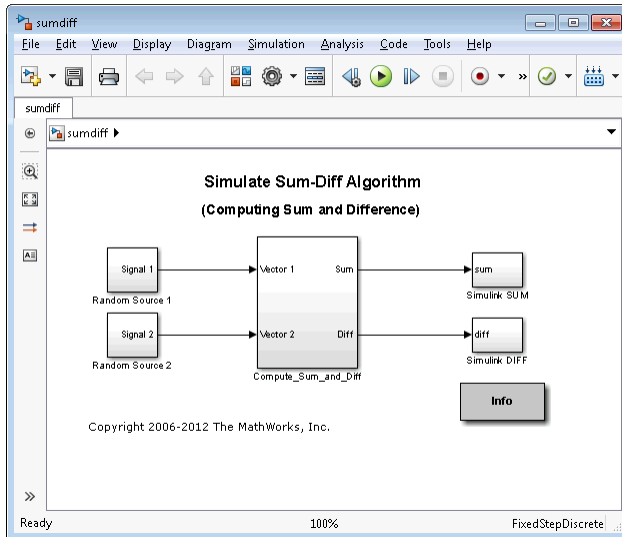 sumdiff
File Edit View Display Diagram Simulation Analysis Code Tools Help
»
sumdiff
sumdiff
Simulate Sum-Diff Algorithm
(Computing Sum and Difference)
Signal 1
Random Source 1
Vector 1 Sum
sum
Simulink SUM
Signal 2
Random Source 2
Vector 2 Diff
diff
Simulink DIFF
Compute_Sum_and_Diff
Info
Copyright 2006-2012 The MathWorks, Inc.
»
Ready 100% FixedStepDiscrete